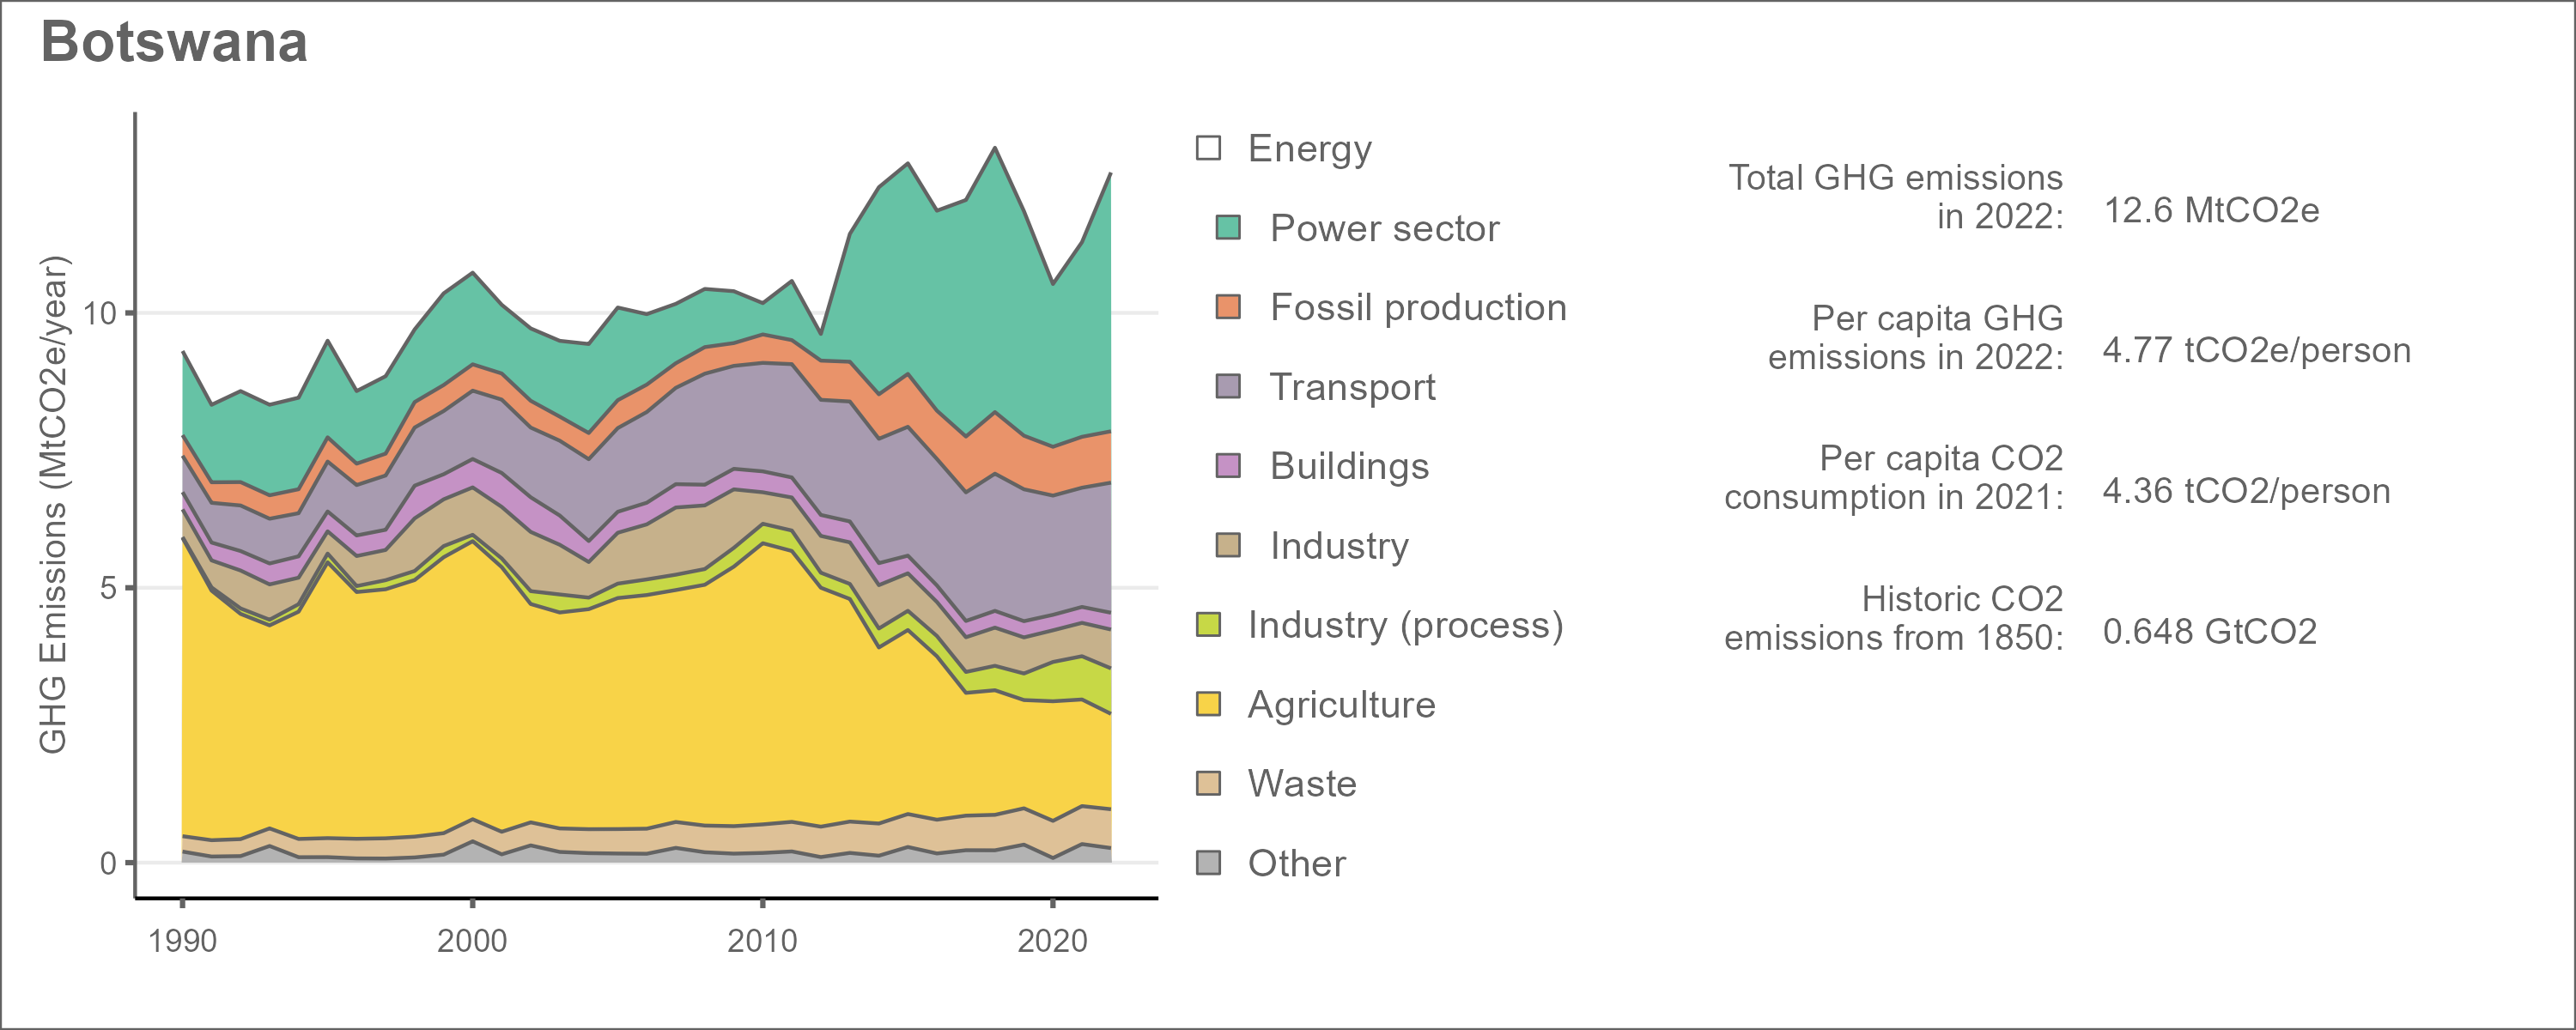 Botswana
GHG Emissions (MtCO2e/year)
10
5
0
1990
2000
2010
2020
Energy
Power sector
Fossil production
Transport
Buildings
Industry
Industry (process)
Agriculture
Waste
Other
Total GHG emissions
in 2022:
12.6 MtCO2e
Per capita GHG
emissions in 2022:
4.77 tCO2e/person
Per capita CO2
consumption in 2021:
4.36 tCO2/person
Historic CO2
emissions from 1850:
0.648 GtCO2